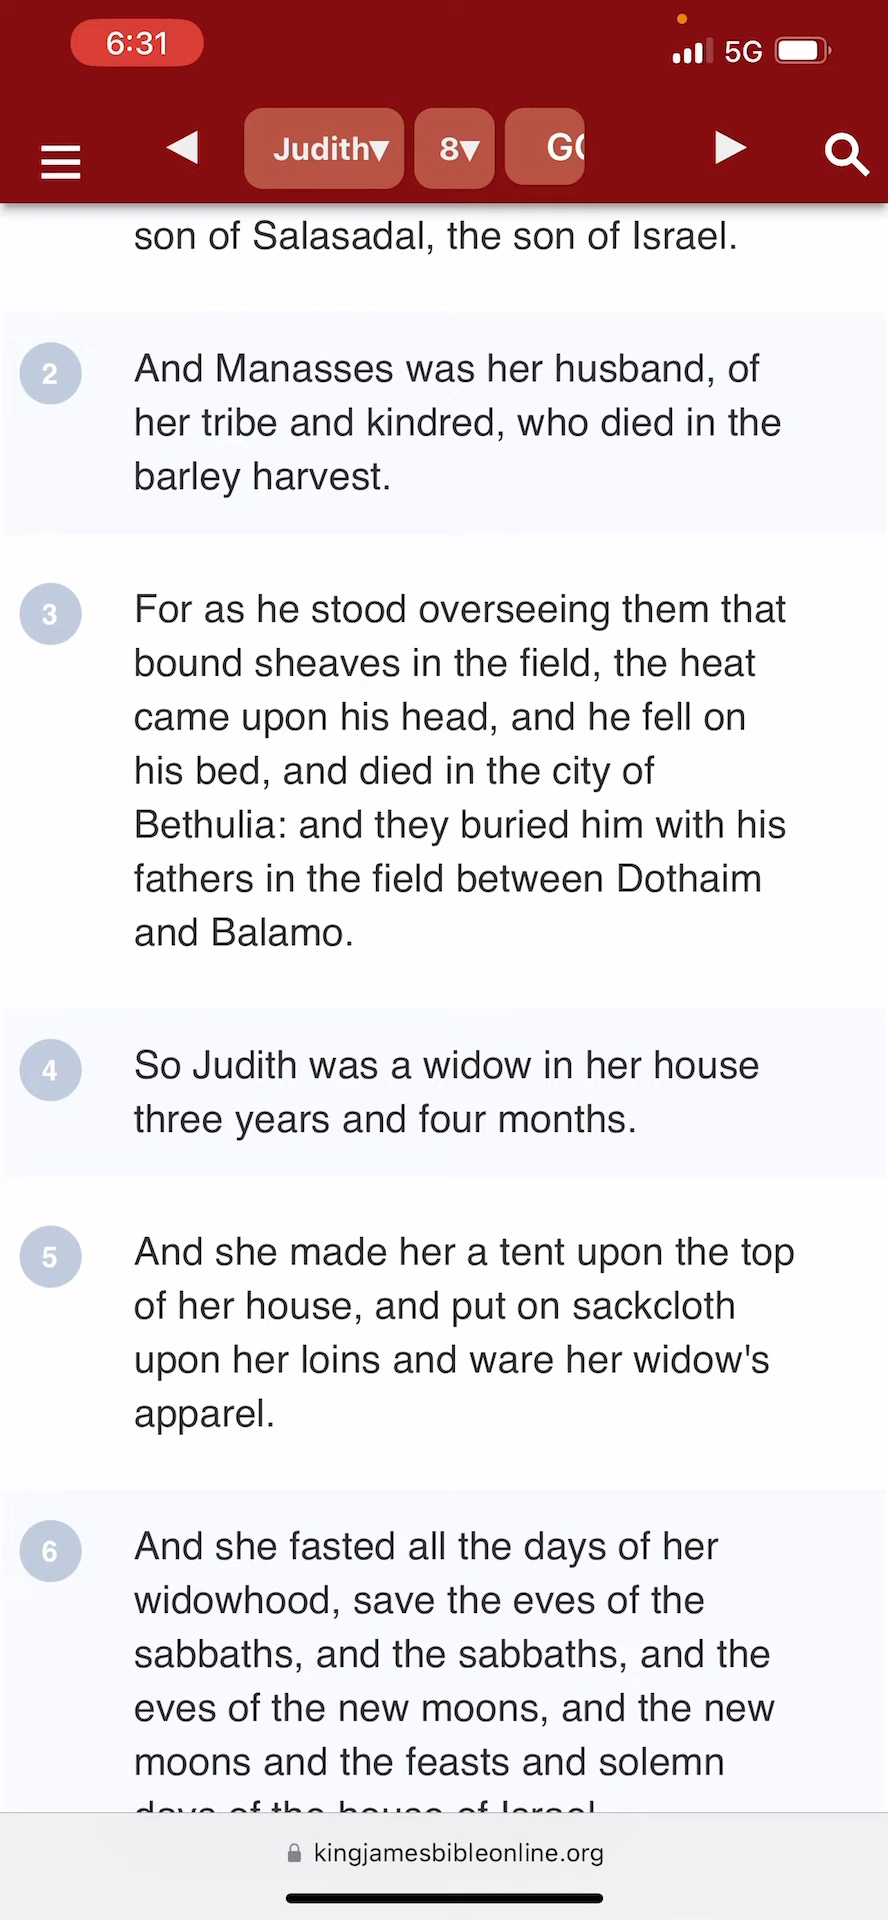 6:31
5G
Judith▾ 8▾ GO
son of Salasadal, the son of Israel.
2
And Manasses was her husband, of
her tribe and kindred, who died in the
barley harvest.
3
For as he stood overseeing them that
bound sheaves in the field, the heat
came upon his head, and he fell on
his bed, and died in the city of
Bethulia: and they buried him with his
fathers in the field between Dothaim
and Balamo.
4
So Judith was a widow in her house
three years and four months.
5
And she made her a tent upon the top
of her house, and put on sackcloth
upon her loins and ware her widow's
apparel.
6
And she fasted all the days of her
widowhood, save the eves of the
sabbaths, and the sabbaths, and the
eves of the new moons, and the new
moons and the feasts and solemn
days of the house of Israel
kingjamesbibleonline.org